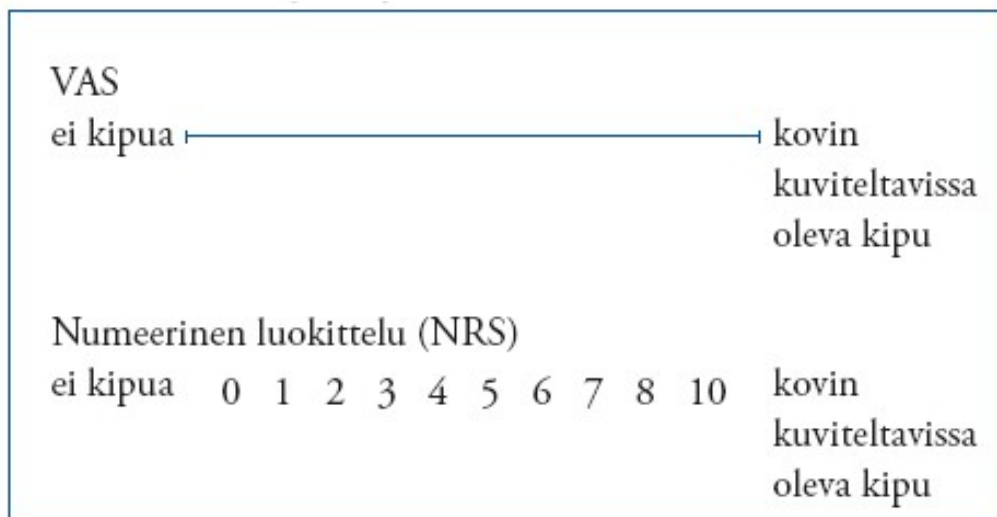 VAS
ei kipua kovin
kuviteltavissa
oleva kipu
Numeerinen luokittelu (NRS)
ei kipua 0 1 2 3 4 5 6 7 8 10 kovin
kuviteltavissa
oleva kipu